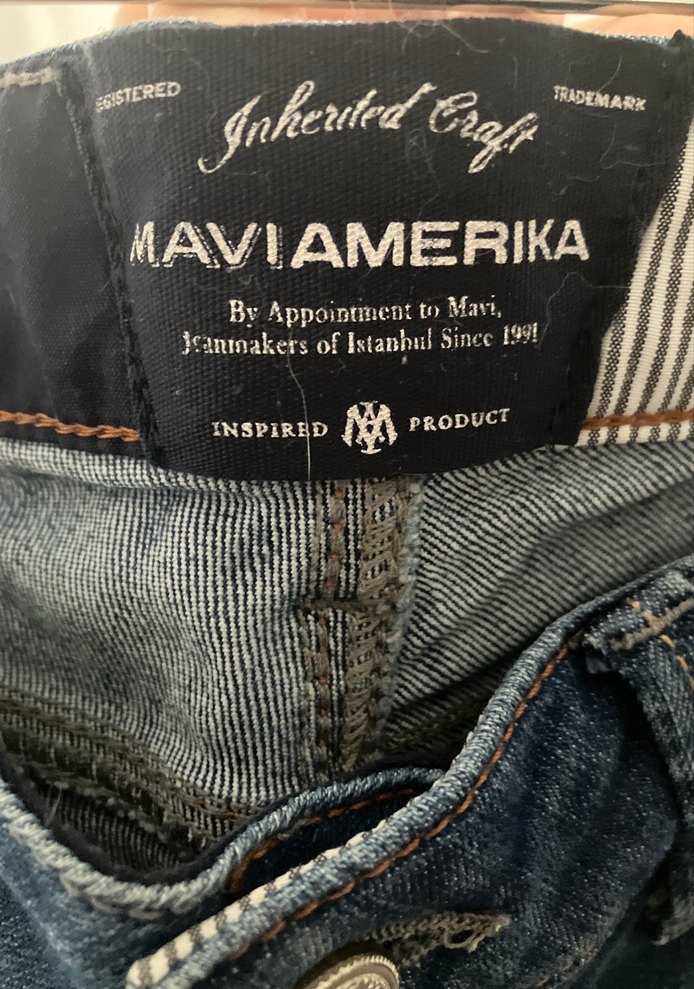 REGISTERED
TRADEMARK
Inherited Craft
MAVI AMERIKA
By Appointment to Mavi,
Jeanmakers of Istanbul Since 1991
INSPIRED M PRODUCT